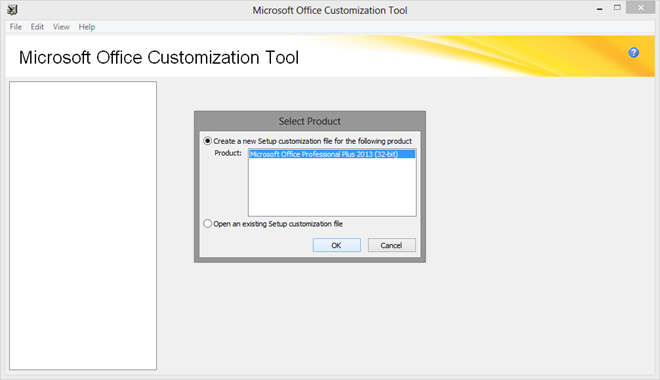 Microsoft Office Customization Tool
File Edit View Help
Microsoft Office Customization Tool
?
Select Product
Create a new Setup customization file for the following product
Product: Microsoft Office Professional Plus 2013 (32-bit)
Open an existing Setup customization file
OK Cancel